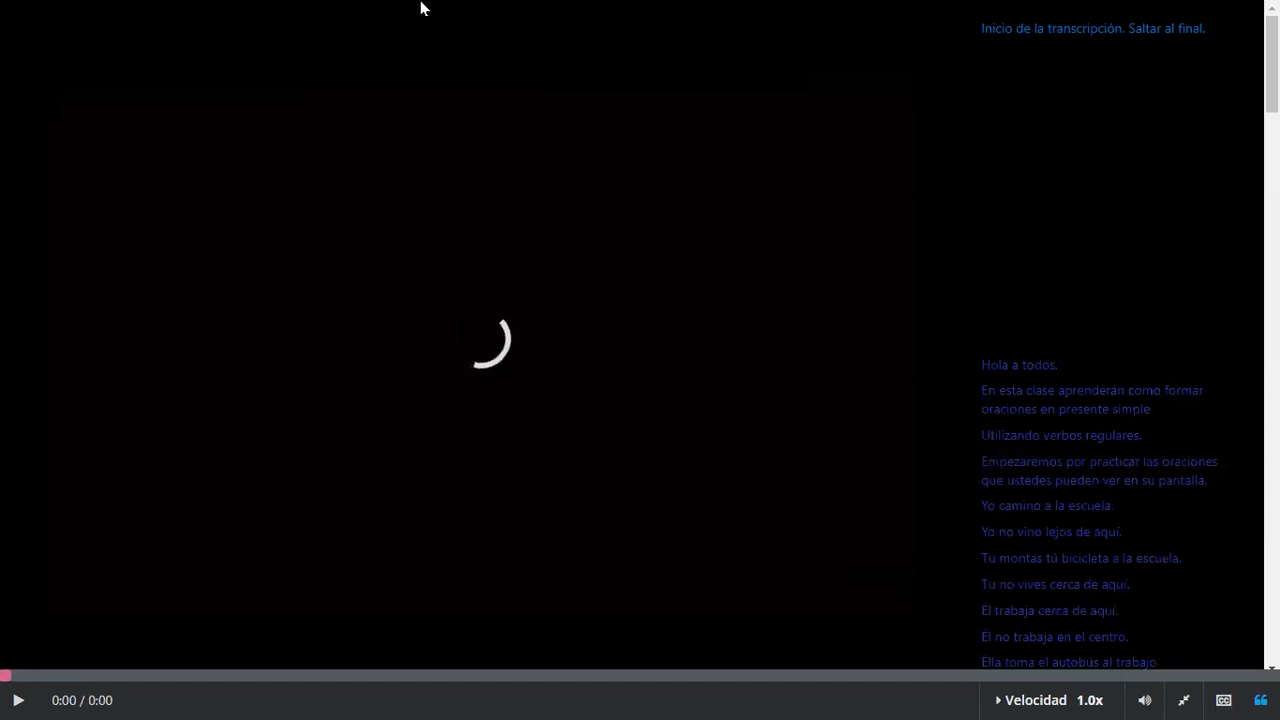 Inicio de la transcripción. Saltar al final.
Hola a todos.
En esta clase aprenderán como formar
oraciones en presente simple
Utilizando verbos regulares.
Empezaremos por practicar las oraciones
que ustedes pueden ver en su pantalla.
Yo camino a la escuela.
Yo no vino lejos de aquí.
Tu montas tú bicicleta a la escuela.
Tu no vives cerca de aquí.
Él trabaja cerca de aquí.
Él no trabaja en el centro.
Élla toma el autobús al trabajo
0:00 / 0:00
Velocidad 1.0x
CC